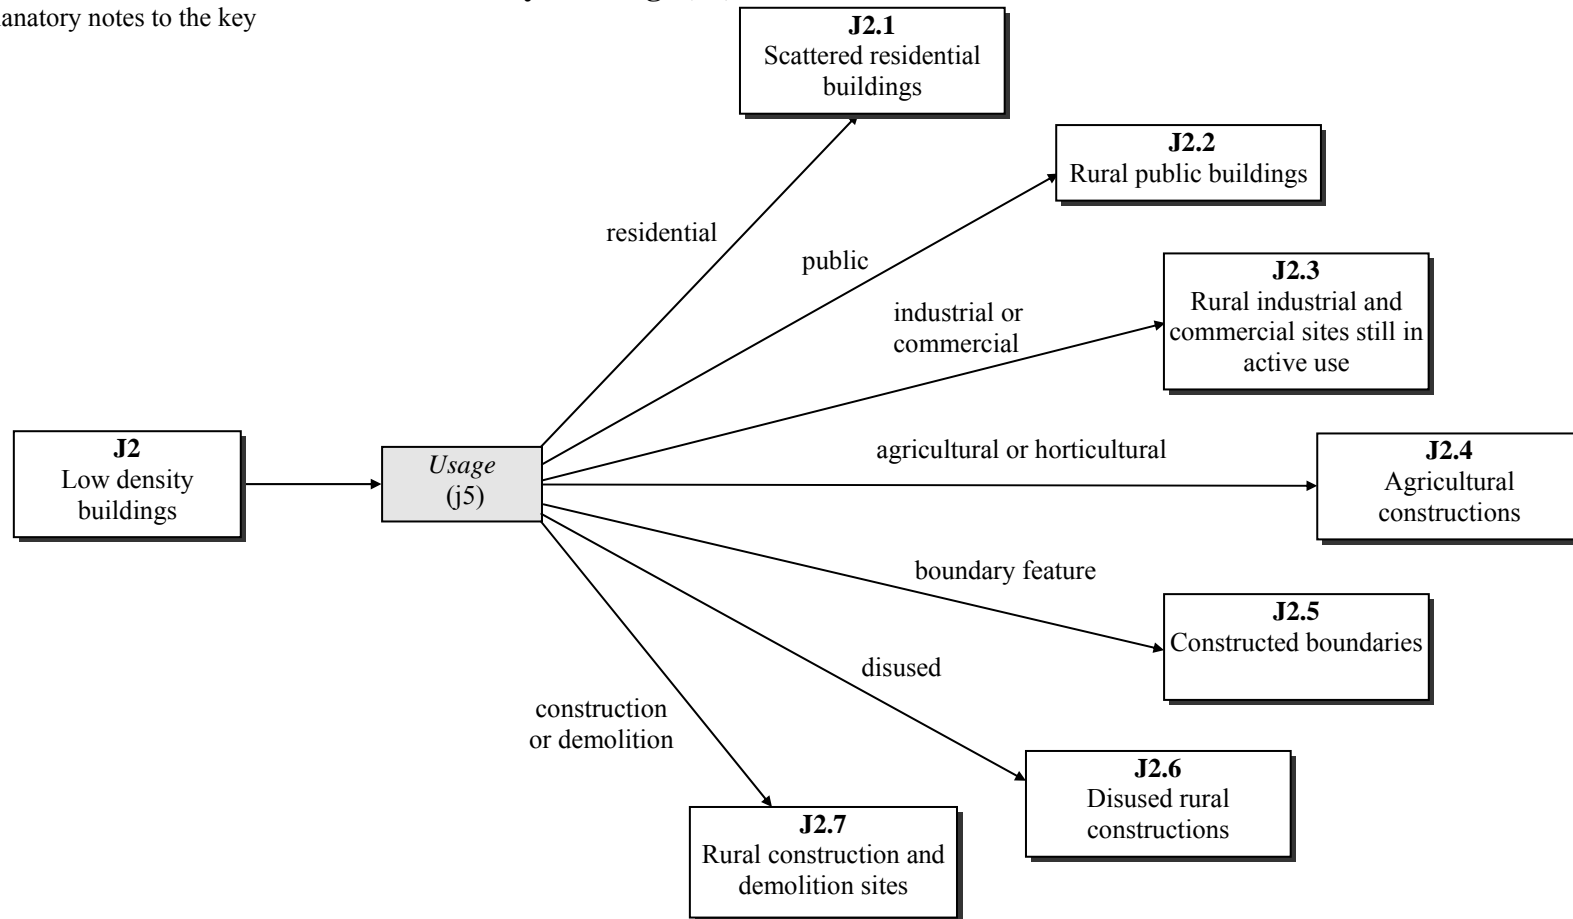 anatory notes to the key
J2.1
Scattered residential
buildings
J2.2
Rural public buildings
residential
public
J2.3
Rural industrial and
commercial sites still in
active use
industrial or
commercial
J2
Low density
buildings
Usage
(j5)
agricultural or horticultural
J2.4
Agricultural
constructions
boundary feature
J2.5
Constructed boundaries
disused
construction
or demolition
J2.6
Disused rural
constructions
J2.7
Rural construction and
demolition sites